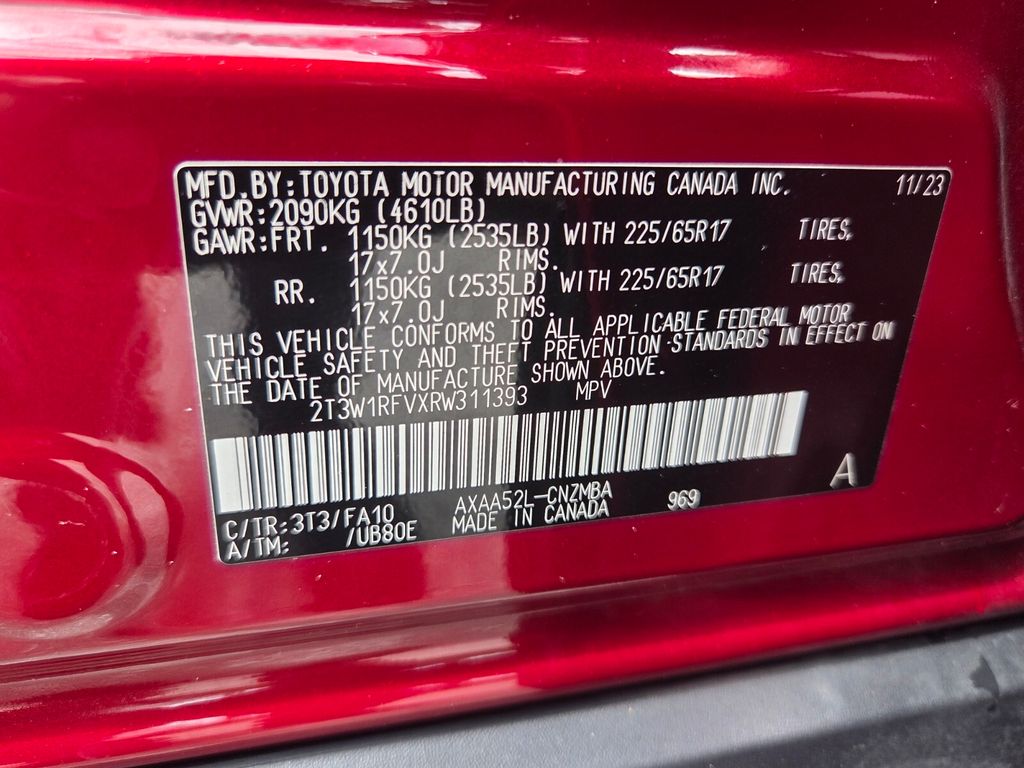 MFD.BY:TOYOTA MOTOR MANUFACTURING CANADA INC. 11/23
GVWR:2090KG (4610LB)
GAWR:FRT. 1150KG (2535LB) WITH 225/65R17 TIRES,
17x7.0J RIMS.
RR. 1150KG (2535LB) WITH 225/65R17 TIRES,
17x7.0J RIMS.
THIS VEHICLE CONFORMS TO ALL APPLICABLE FEDERAL MOTOR
VEHICLE SAFETY AND THEFT PREVENTION STANDARDS IN EFFECT ON
THE DATE OF MANUFACTURE SHOWN ABOVE.
2T3W1RFVXRW311393 MPV
A
C/TR:3T3/FA10 AXAA52L-CNZMBA 969
A/TM: /UB80E MADE IN CANADA